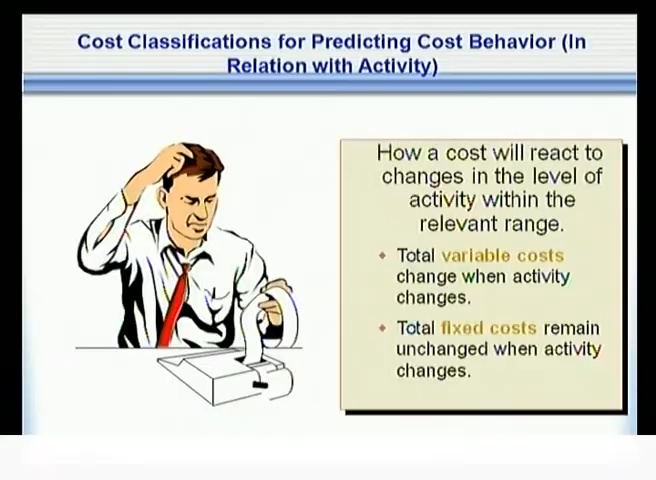 Cost Classifications for Predicting Cost Behavior (In
Relation with Activity)
How a cost will react to
changes in the level of
activity within the
relevant range.
Total variable costs
change when activity
changes.
Total fixed costs remain
unchanged when activity
changes.